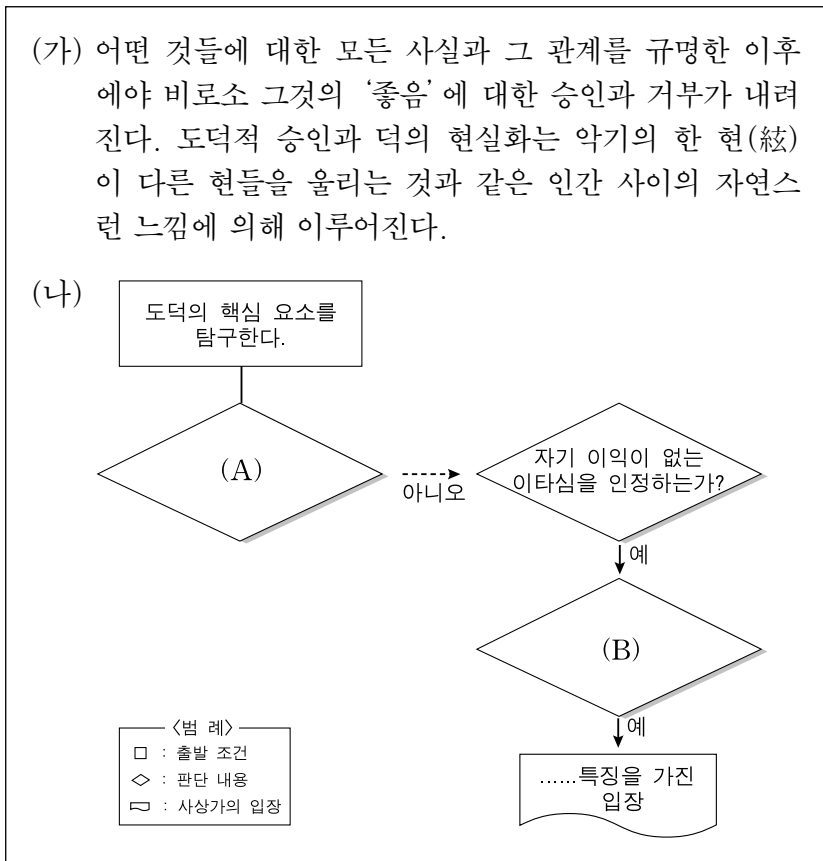 (가) 어떤 것들에 대한 모든 사실과 그 관계를 규명한 이후
에야 비로소 그것의 ‘좋음’에 대한 승인과 거부가 내려
진다. 도덕적 승인과 덕의 현실화는 악기의 한 현(絃)
이 다른 현들을 울리는 것과 같은 인간 사이의 자연스
런 느낌에 의해 이루어진다.
(나)
도덕의 핵심 요소를
탐구한다.
(A)
아니오
자기 이익이 없는
이타심을 인정하는가?
예
(B)
예
……특징을 가진
입장
〈범 례〉
□ : 출발 조건
◇ : 판단 내용
: 사상가의 입장